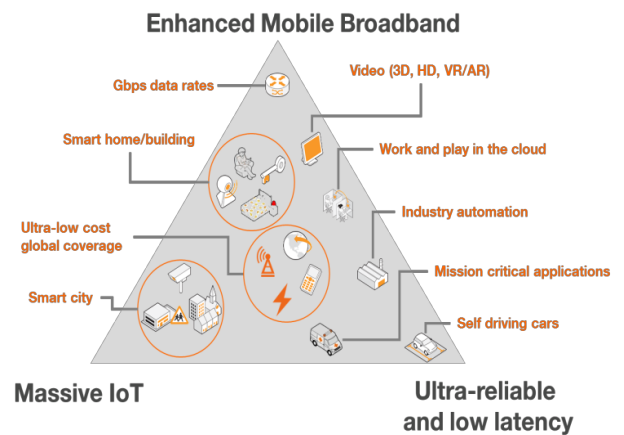 Enhanced Mobile Broadband
Video (3D, HD, VR/AR)
Gbps data rates
Smart home/building
Work and play in the cloud
Industry automation
Ultra-low cost
global coverage
Mission critical applications
Smart city
Self driving cars
Massive IoT
Ultra-reliable
and low latency